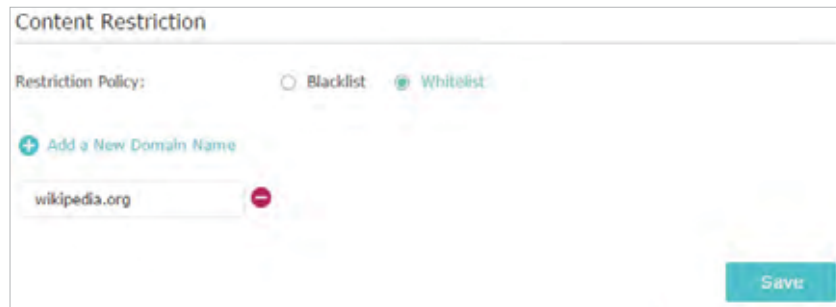 Content Restriction
Restriction Policy: Blacklist Whitelist
Add a New Domain Name
wikipedia.org
Save